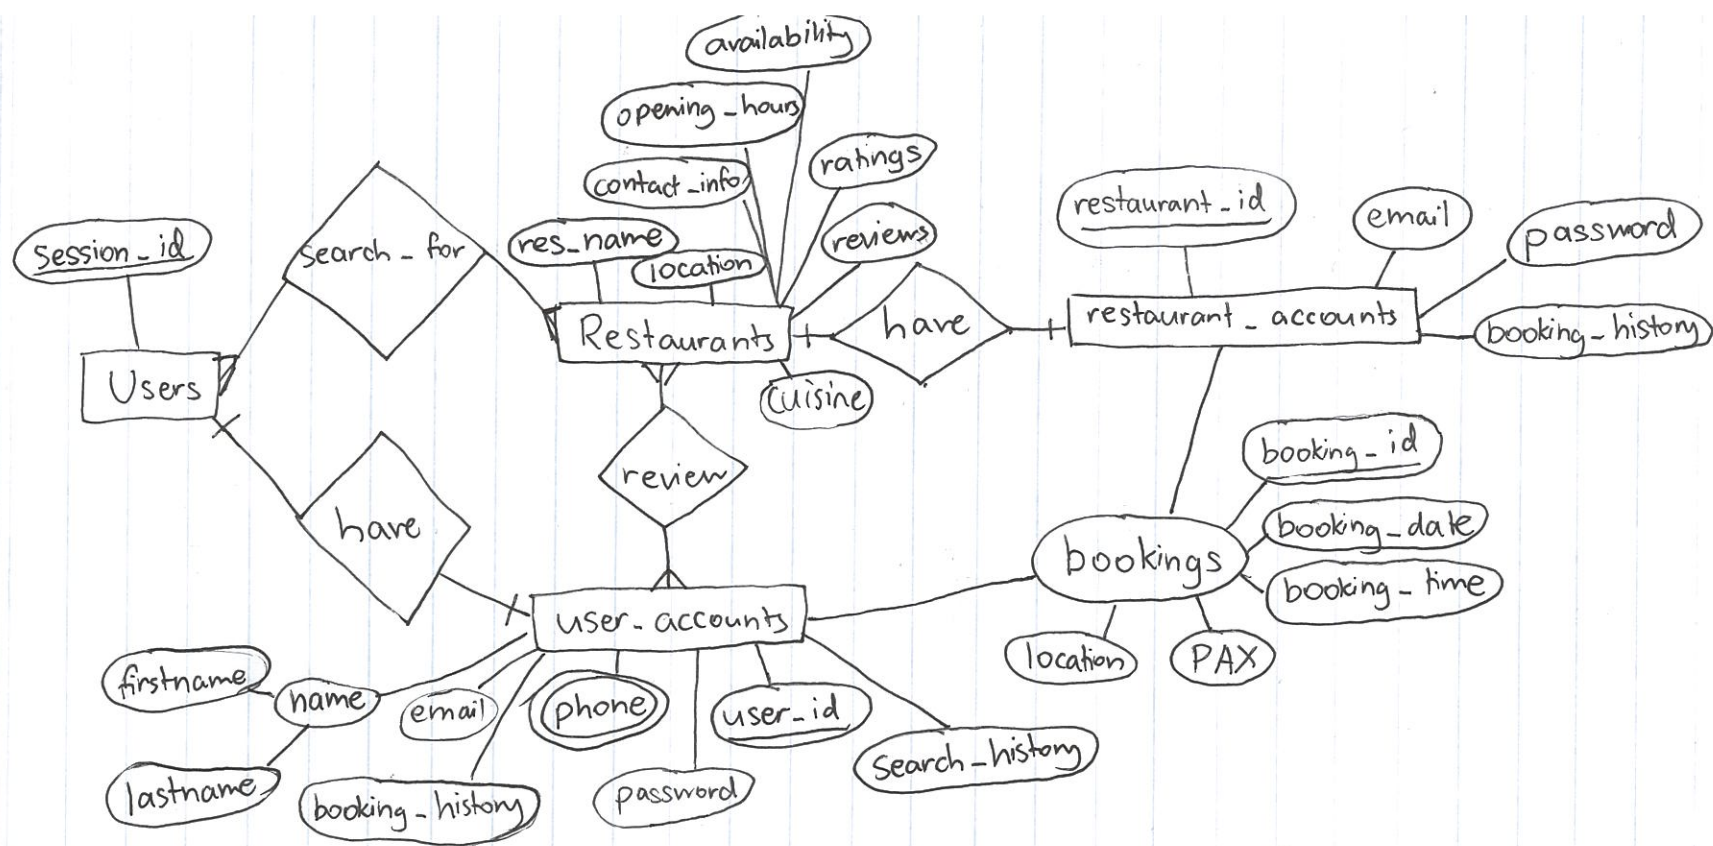 availability
opening_hours
ratings
contact_info
restaurant_id
email
password
reviews
res_name
location
session_id
search_for
Restaurants
have
restaurant_accounts
booking_history
Users
cuisine
booking_id
review
have
booking_date
bookings
booking_time
user_accounts
location
PAX
firstname
name
email
phone
user_id
search_history
lastname
booking_history
password